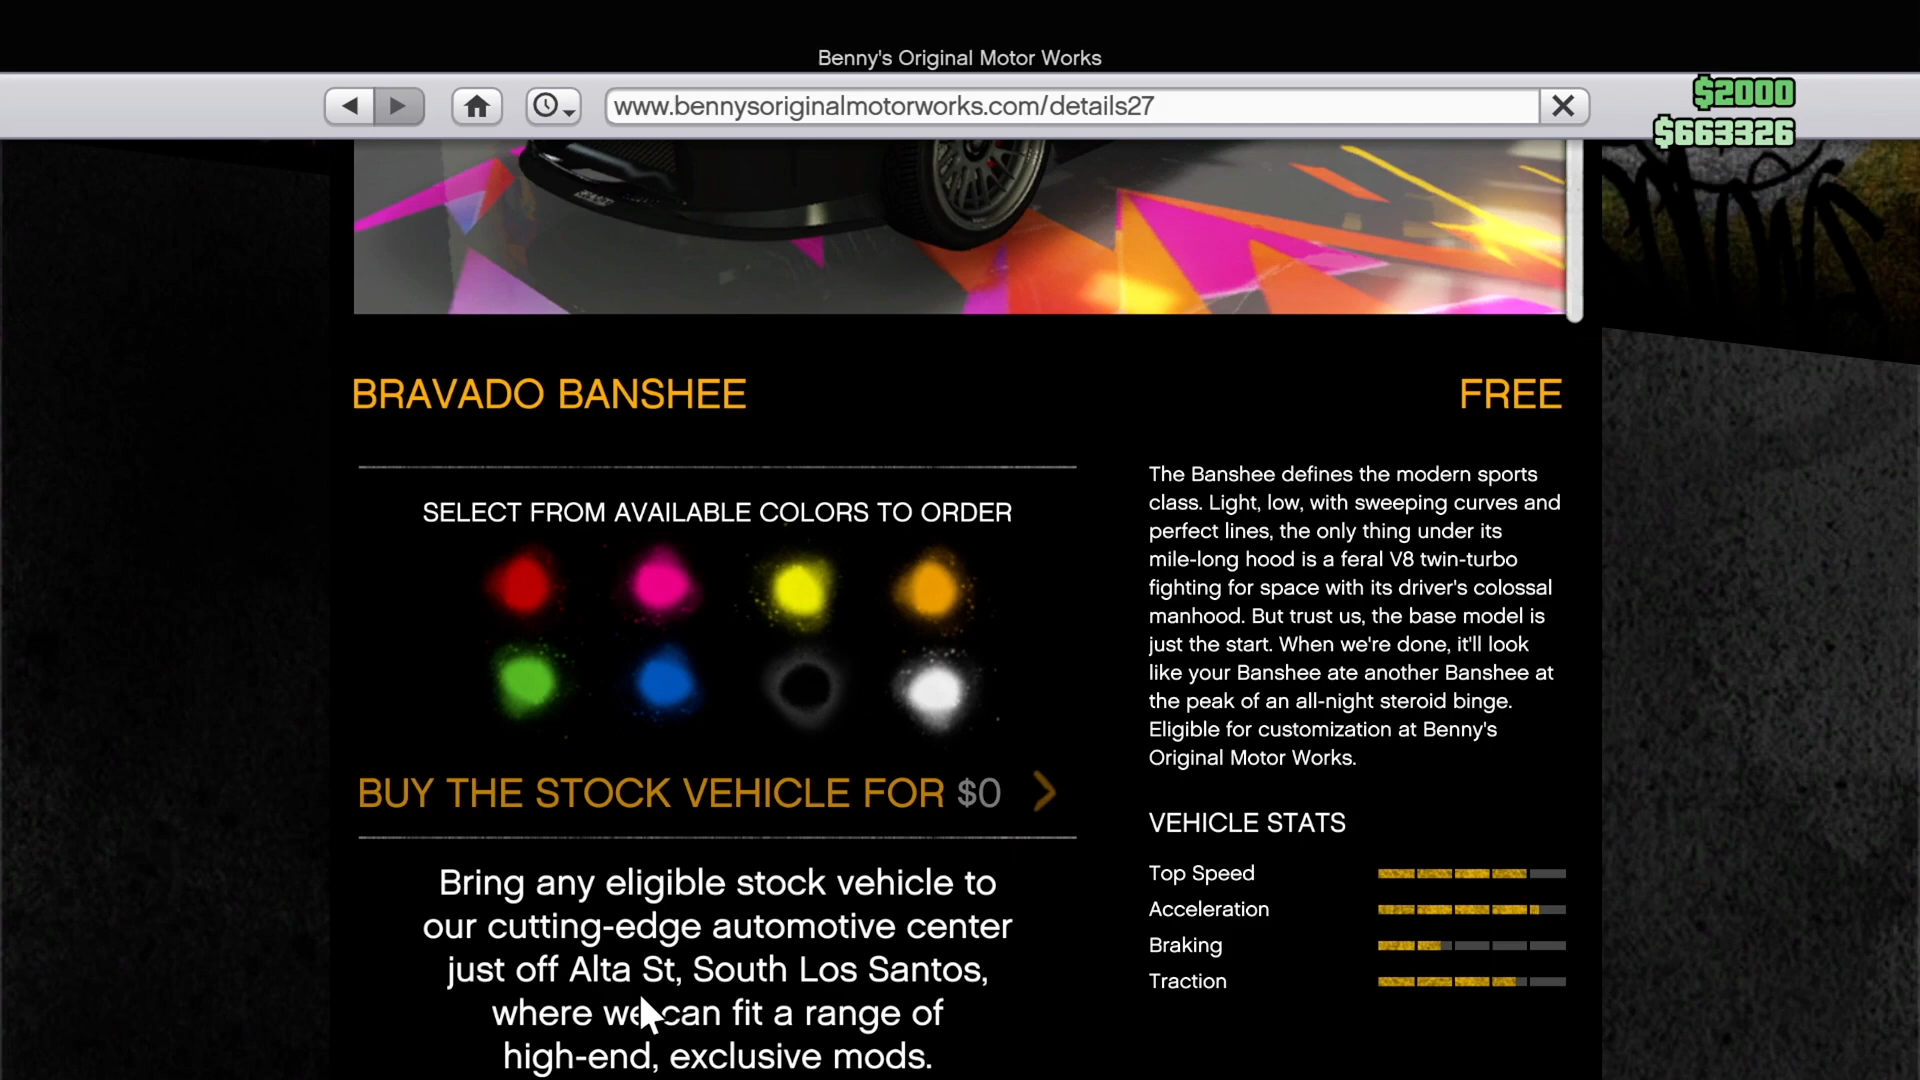 Benny's Original Motor Works
www.bennysoriginalmotorworks.com/details27
$2000
$663326
BRAVADO BANSHEE
FREE
SELECT FROM AVAILABLE COLORS TO ORDER
BUY THE STOCK VEHICLE FOR $0
Bring any eligible stock vehicle to
our cutting-edge automotive center
just off Alta St, South Los Santos,
where we can fit a range of
high-end, exclusive mods.
The Banshee defines the modern sports
class. Light, low, with sweeping curves and
perfect lines, the only thing under its
mile-long hood is a feral V8 twin-turbo
fighting for space with its driver's colossal
manhood. But trust us, the base model is
just the start. When we're done, it'll look
like your Banshee ate another Banshee at
the peak of an all-night steroid binge.
Eligible for customization at Benny's
Original Motor Works.
VEHICLE STATS
Top Speed
Acceleration
Braking
Traction